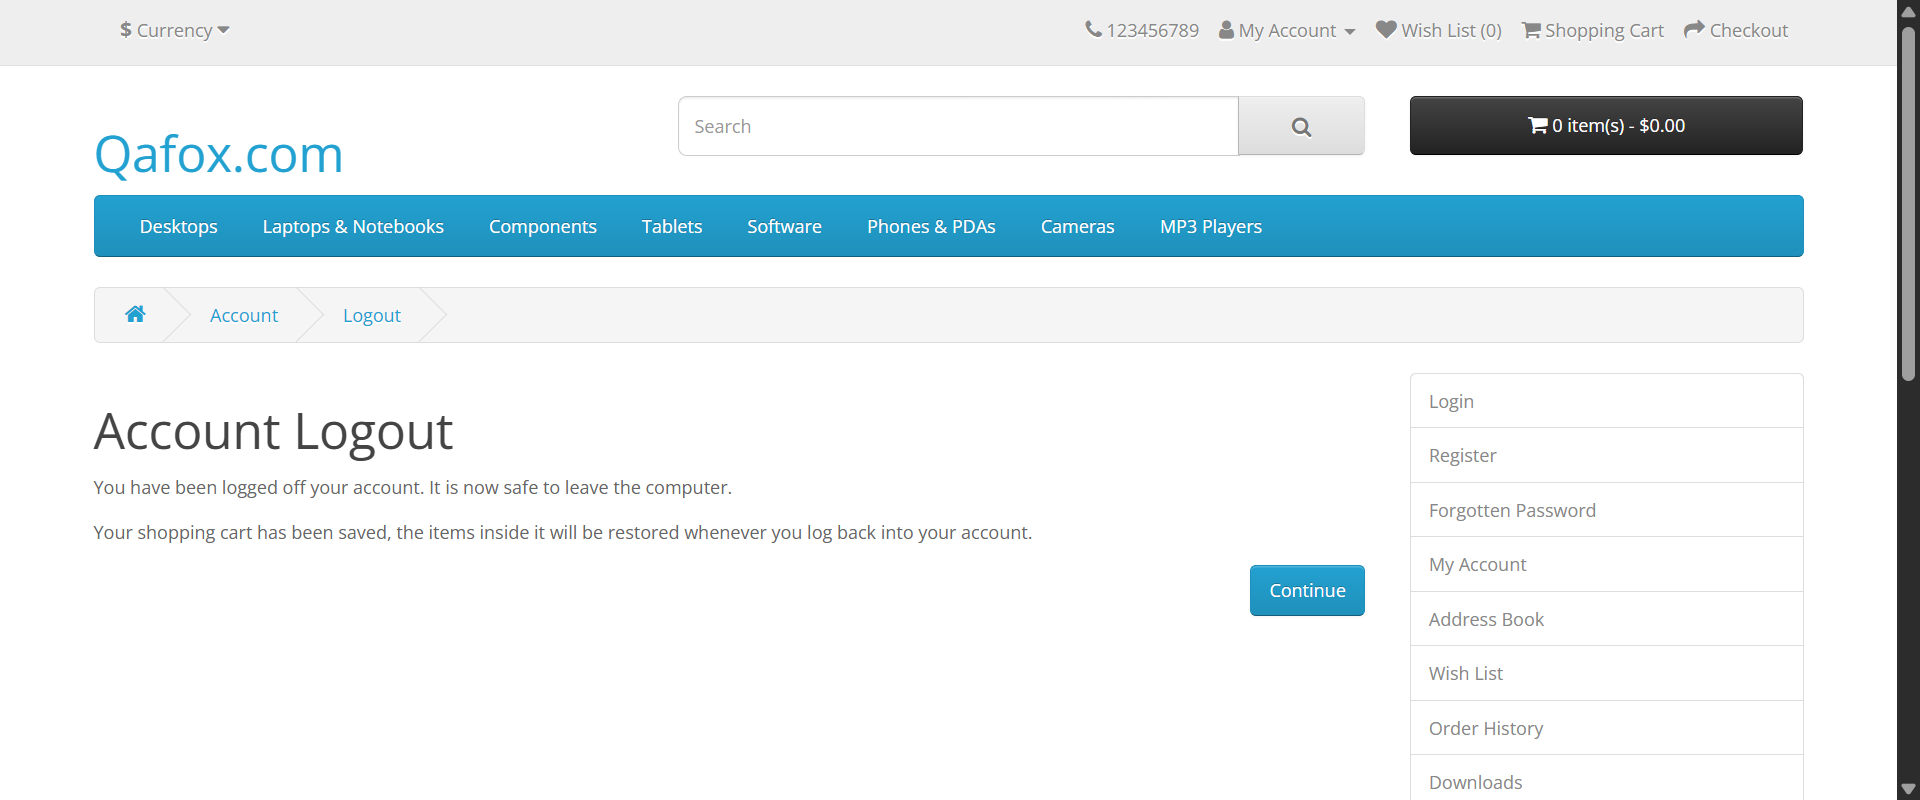 $ Currency
123456789 My Account Wish List (0) Shopping Cart Checkout
Qafox.com
Search
0 item(s) - $0.00
Desktops Laptops & Notebooks Components Tablets Software Phones & PDAs Cameras MP3 Players
Account Logout
Account Logout
You have been logged off your account. It is now safe to leave the computer.
Your shopping cart has been saved, the items inside it will be restored whenever you log back into your account.
Continue
Login
Register
Forgotten Password
My Account
Address Book
Wish List
Order History
Downloads